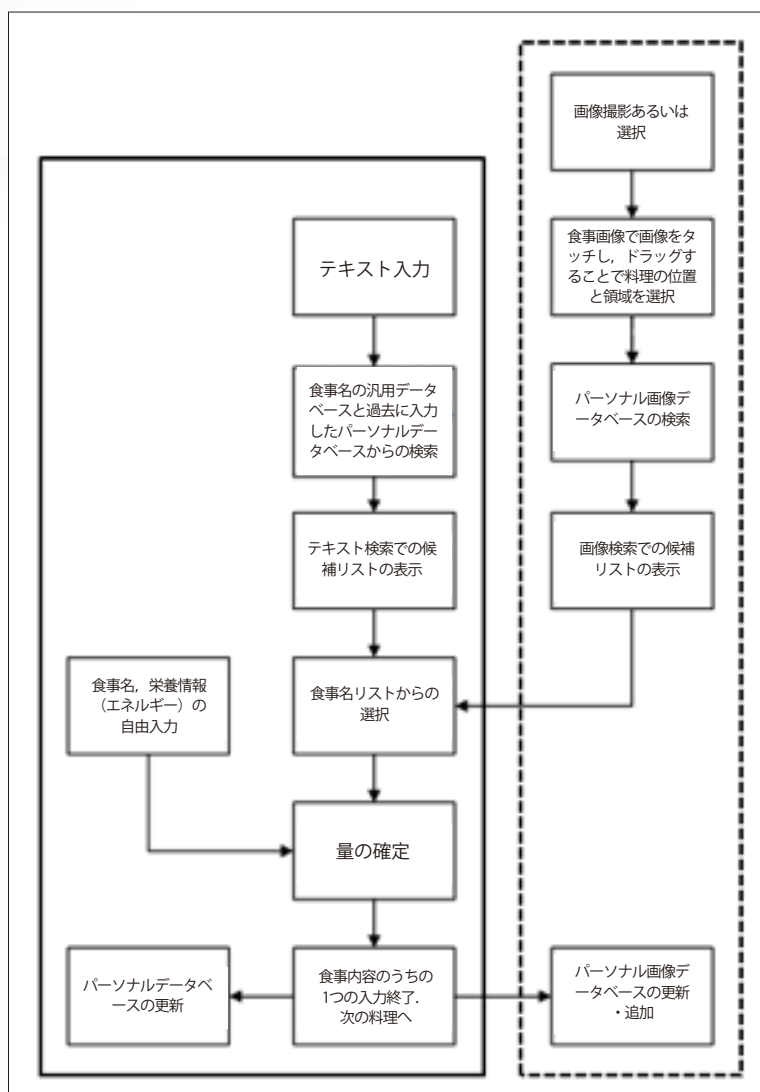 画像撮影あるいは
選択
テキスト入力
食事画像で画像をタ
ッチし，ドラッグす
ることで料理の位置
と領域を選択
食事名の汎用データ
ベースと過去に入力
したパーソナルデー
タベースからの検索
パーソナル画像デ
ータベースの検索
テキスト検索での候
補リストの表示
画像検索での候補
リストの表示
食事名，栄養情報
（エネルギー）の
自由入力
食事名リストからの
選択
量の確定
パーソナルデータベ
ースの更新
食事内容のうちの
1つの入力終了．
次の料理へ
パーソナル画像デ
ータベースの更新
・追加